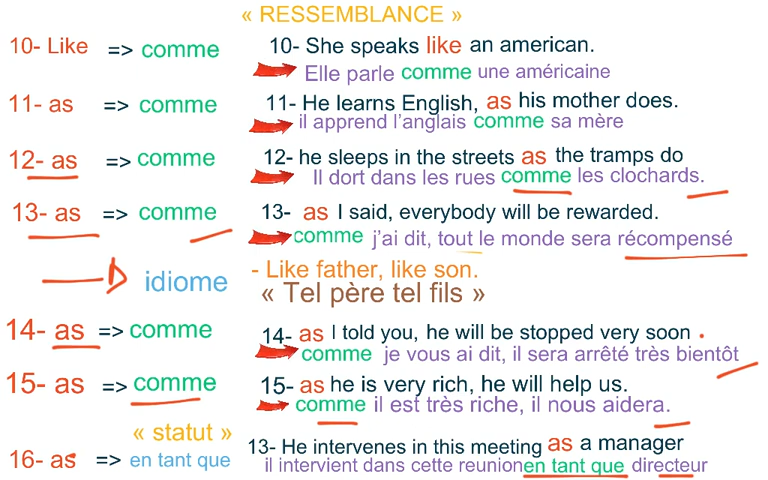 « RESSEMBLANCE »
10- Like => comme 10- She speaks like an american.
Elle parle comme une américaine
11- as => comme 11- He learns English, as his mother does.
il apprend l'anglais comme sa mère
12- as => comme 12- he sleeps in the streets as the tramps do
Il dort dans les rues comme les clochards.
13- as => comme 13- as I said, everybody will be rewarded.
comme j'ai dit, tout le monde sera récompensé
idiome - Like father, like son.
« Tel père tel fils »
14- as => comme 14- as I told you, he will be stopped very soon .
comme je vous ai dit, il sera arrêté très bientôt
15- as => comme 15- as he is very rich, he will help us.
comme il est très riche, il nous aidera.
« statut »
16- as => en tant que 13- He intervenes in this meeting as a manager
il intervient dans cette reunion en tant que directeur